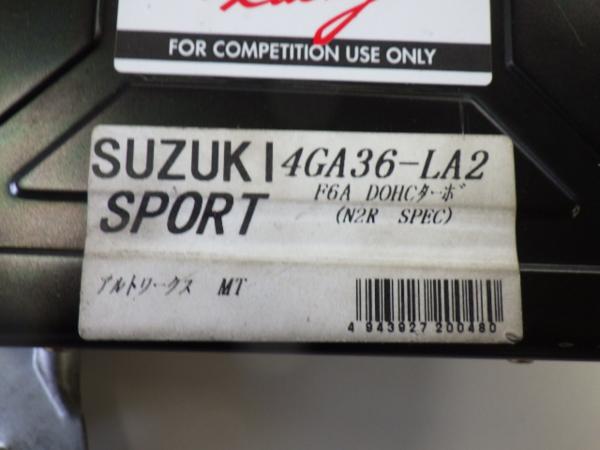 Racing
FOR COMPETITION USE ONLY
SUZUKI 4GA36-LA2
SPORT F6A DOHCターボ
(N2R SPEC)
アルトワークス MT
4 943927 200480